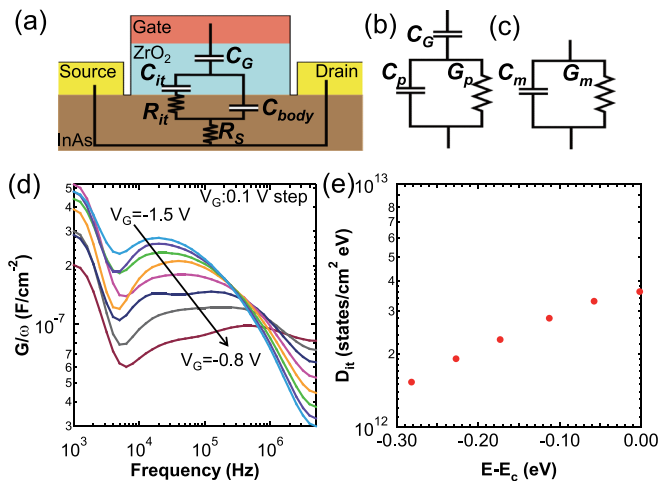 (a)
Gate
ZrO2
CG
Source
Drain
Cit
Rit
Cbody
RS
InAs
(b)
CG
Cp
Gp
(c)
Cm
Gm
(d)
G/ω (F/cm-2)
5
4
3
2
10-7
9
8
7
6
5
4
3
VG:0.1 V step
VG=-1.5 V
VG=-0.8 V
103 104 105 106
Frequency (Hz)
(e)
Dit (states/cm2 eV)
1013
5
4
3
2
1012
-0.30 -0.20 -0.10 0.00
E-Ec (eV)